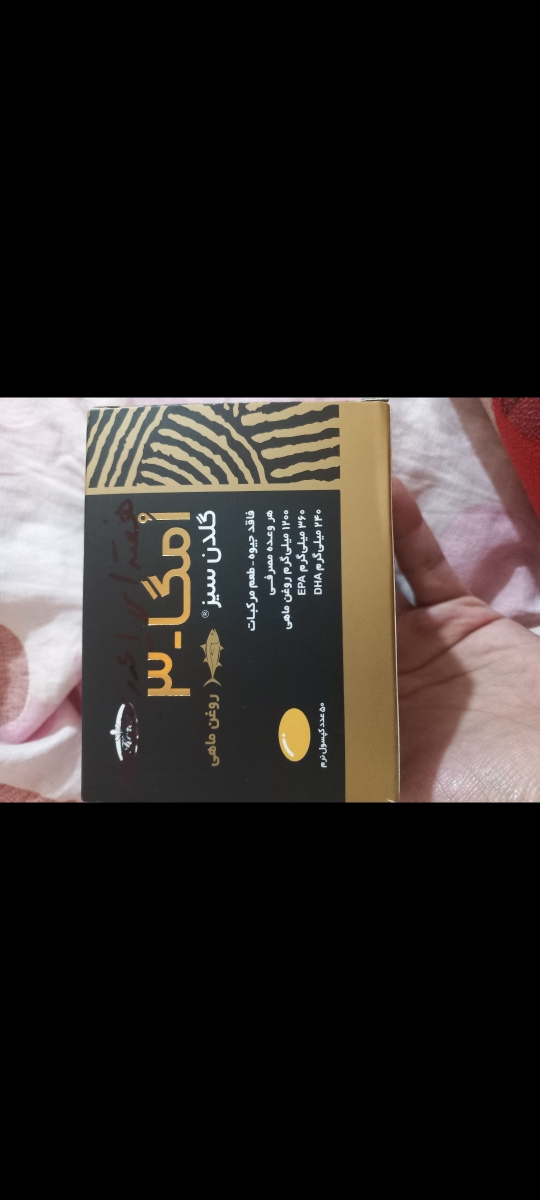 اُمگا-۳
گلدن سیز®
روغن ماهی
فاقد جیوه - طعم مرکبات
هر وعده مصرفی
۱۲۰۰ میلی‌گرم روغن ماهی
۳۶۰ میلی‌گرم EPA
۲۴۰ میلی‌گرم DHA
۵۰ عدد کپسول نرم